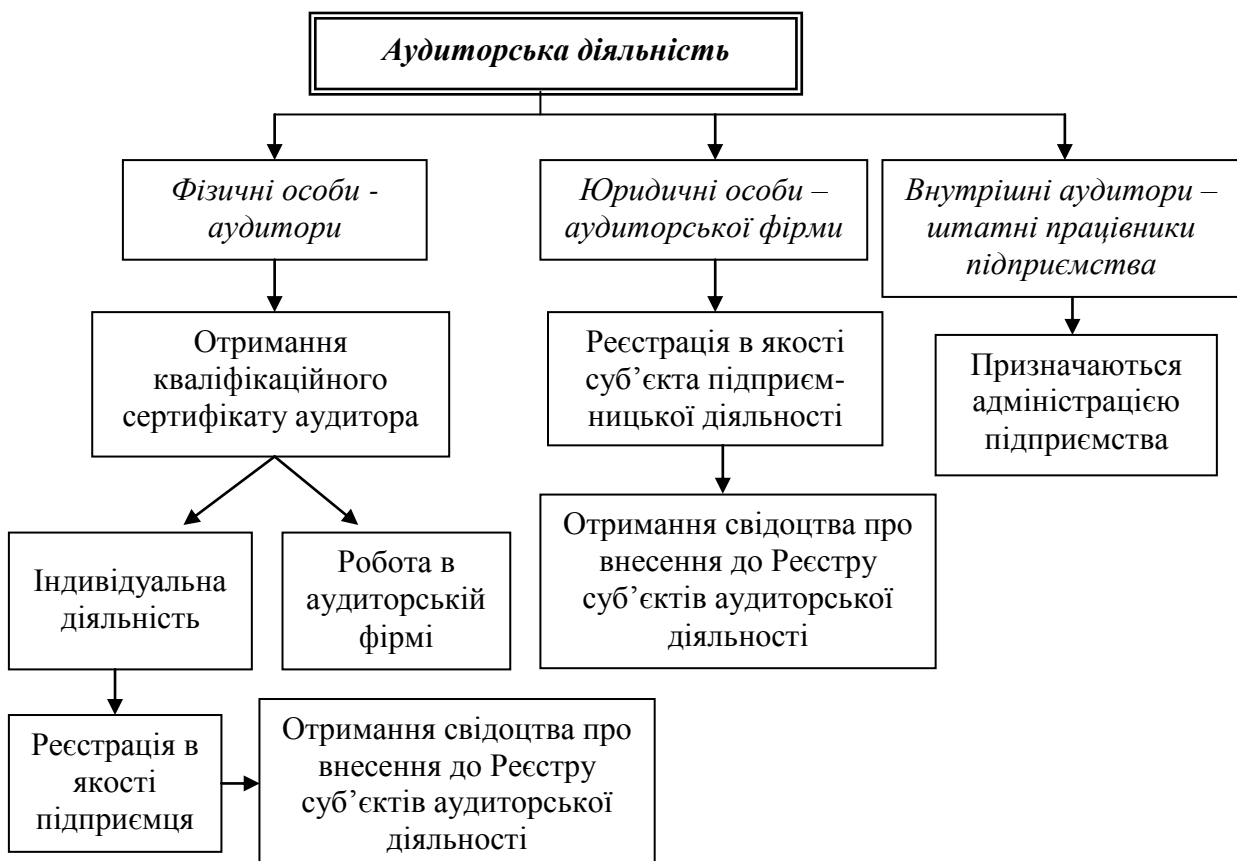 Аудиторська діяльність
Фізичні особи -
аудитори
Юридичні особи –
аудиторської фірми
Внутрішні аудитори –
штатні працівники
підприємства
Отримання
кваліфікаційного
сертифікату аудитора
Реєстрація в якості
суб’єкта підприєм-
ницької діяльності
Призначаються
адміністрацією
підприємства
Індивідуальна
діяльність
Робота в
аудиторській
фірмі
Отримання свідоцтва про
внесення до Реєстру
суб’єктів аудиторської
діяльності
Реєстрація в
якості
підприємця
Отримання свідоцтва про
внесення до Реєстру
суб’єктів аудиторської
діяльності